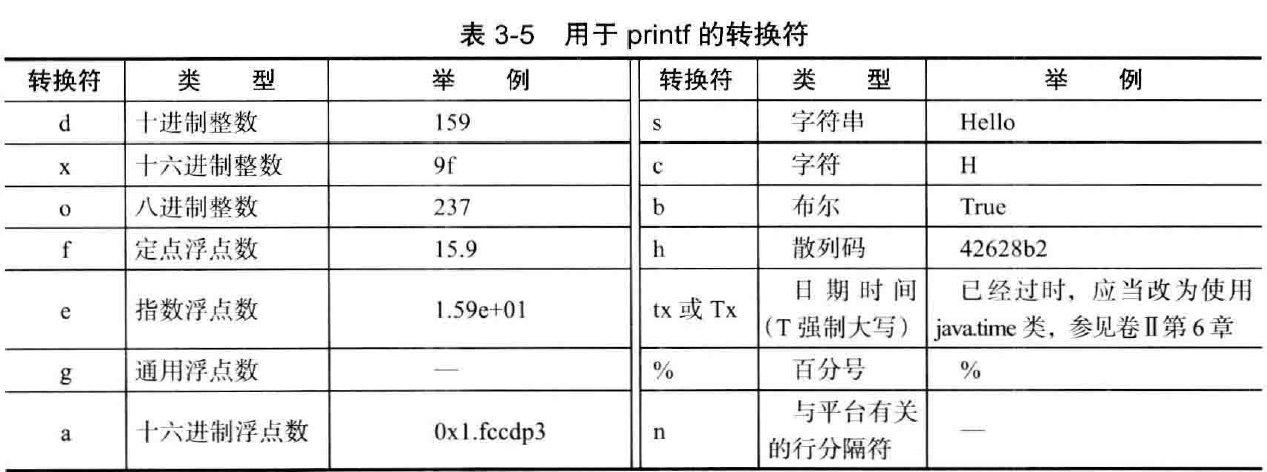 表 3-5 用于 printf 的转换符
转换符 类 型 举 例 转换符 类 型 举 例
d 十进制整数 159 s 字符串 Hello
x 十六进制整数 9f c 字符 H
o 八进制整数 237 b 布尔 True
f 定点浮点数 15.9 h 散列码 42628b2
e 指数浮点数 1.59e+01 tx 或 Tx 日期时间 已经过时，应当改为使用
（T 强制大写） java.time 类，参见卷Ⅱ第 6 章
g 通用浮点数 — % 百分号 %
a 十六进制浮点数 0x1.fccdp3 n 与平台有关 —
的行分隔符